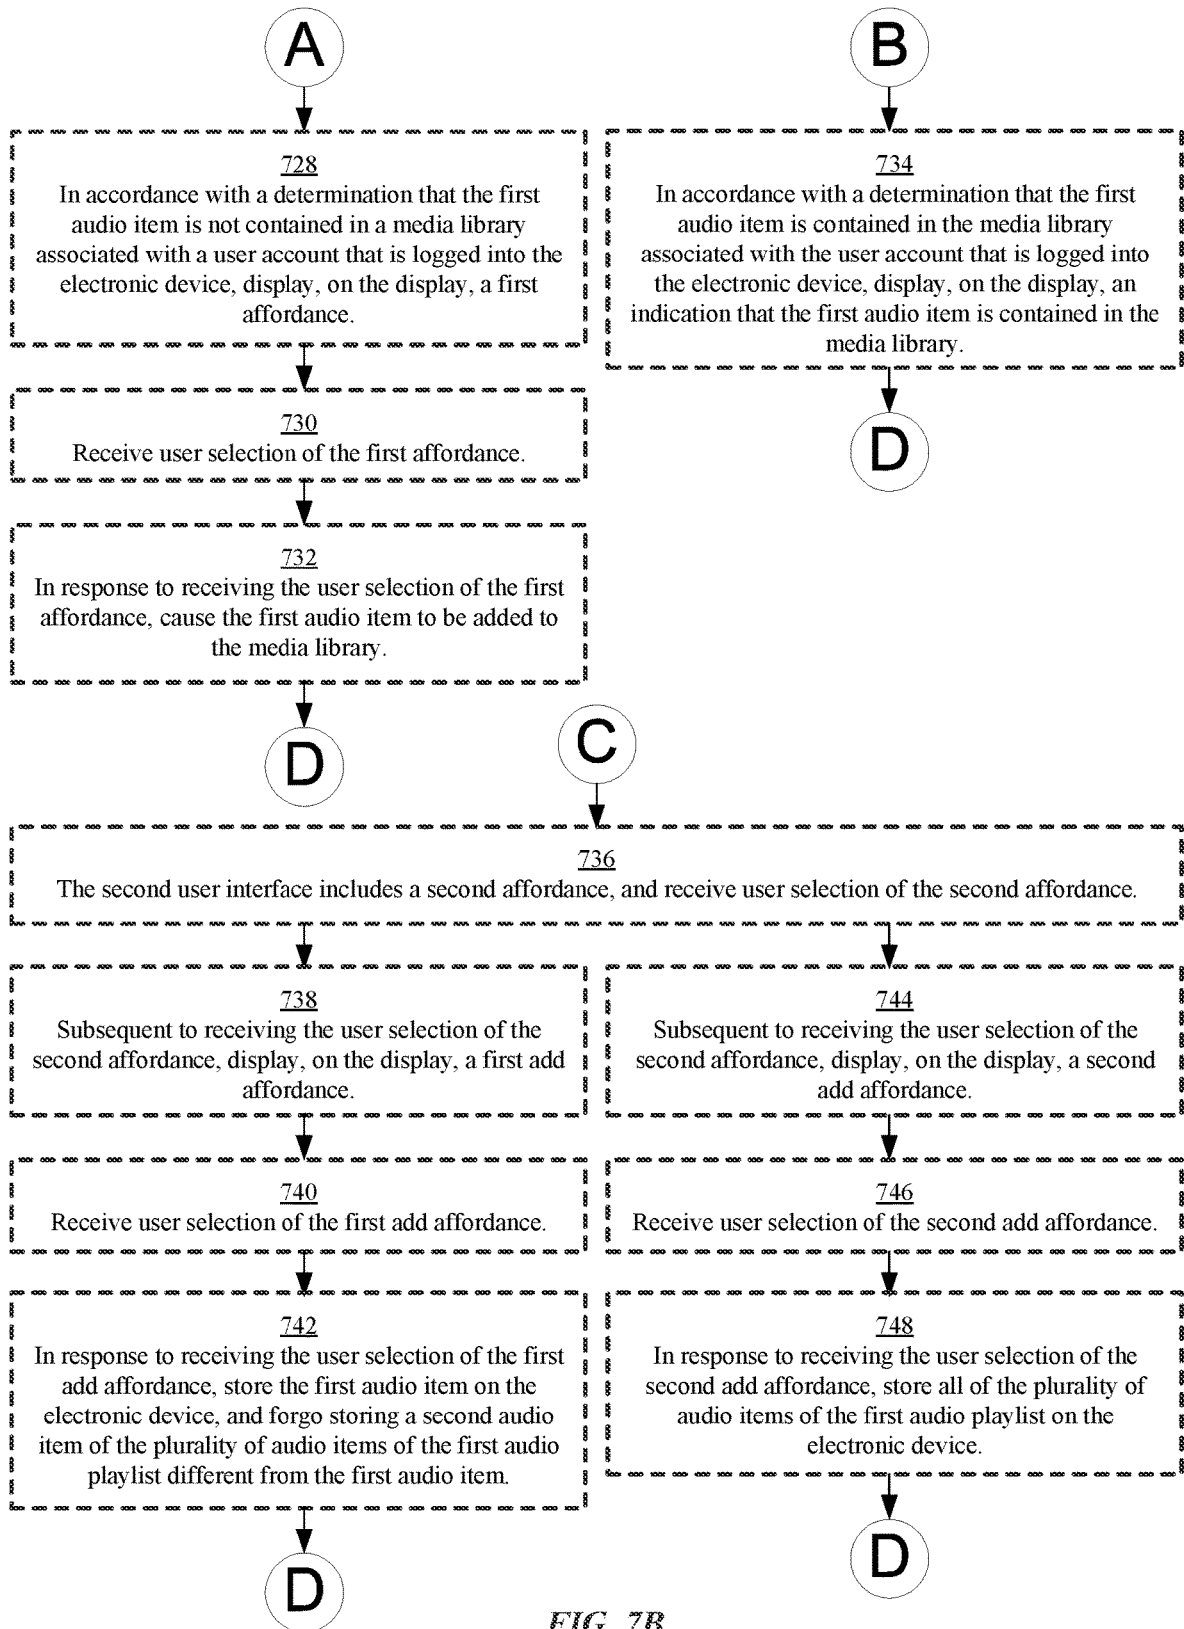 A
728
In accordance with a determination that the first
audio item is not contained in a media library
associated with a user account that is logged into the
electronic device, display, on the display, a first
affordance.
730
Receive user selection of the first affordance.
732
In response to receiving the user selection of the first
affordance, cause the first audio item to be added to
the media library.
D
B
734
In accordance with a determination that the first
audio item is contained in the media library
associated with the user account that is logged into
the electronic device, display, on the display, an
indication that the first audio item is contained in the
media library.
D
C
736
The second user interface includes a second affordance, and receive user selection of the second affordance.
738
Subsequent to receiving the user selection of the
second affordance, display, on the display, a first add
affordance.
740
Receive user selection of the first add affordance.
742
In response to receiving the user selection of the first
add affordance, store the first audio item on the
electronic device, and forgo storing a second audio
item of the plurality of audio items of the first audio
playlist different from the first audio item.
D
744
Subsequent to receiving the user selection of the
second affordance, display, on the display, a second
add affordance.
746
Receive user selection of the second add affordance.
748
In response to receiving the user selection of the
second add affordance, store all of the plurality of
audio items of the first audio playlist on the
electronic device.
D
FIG. 7B